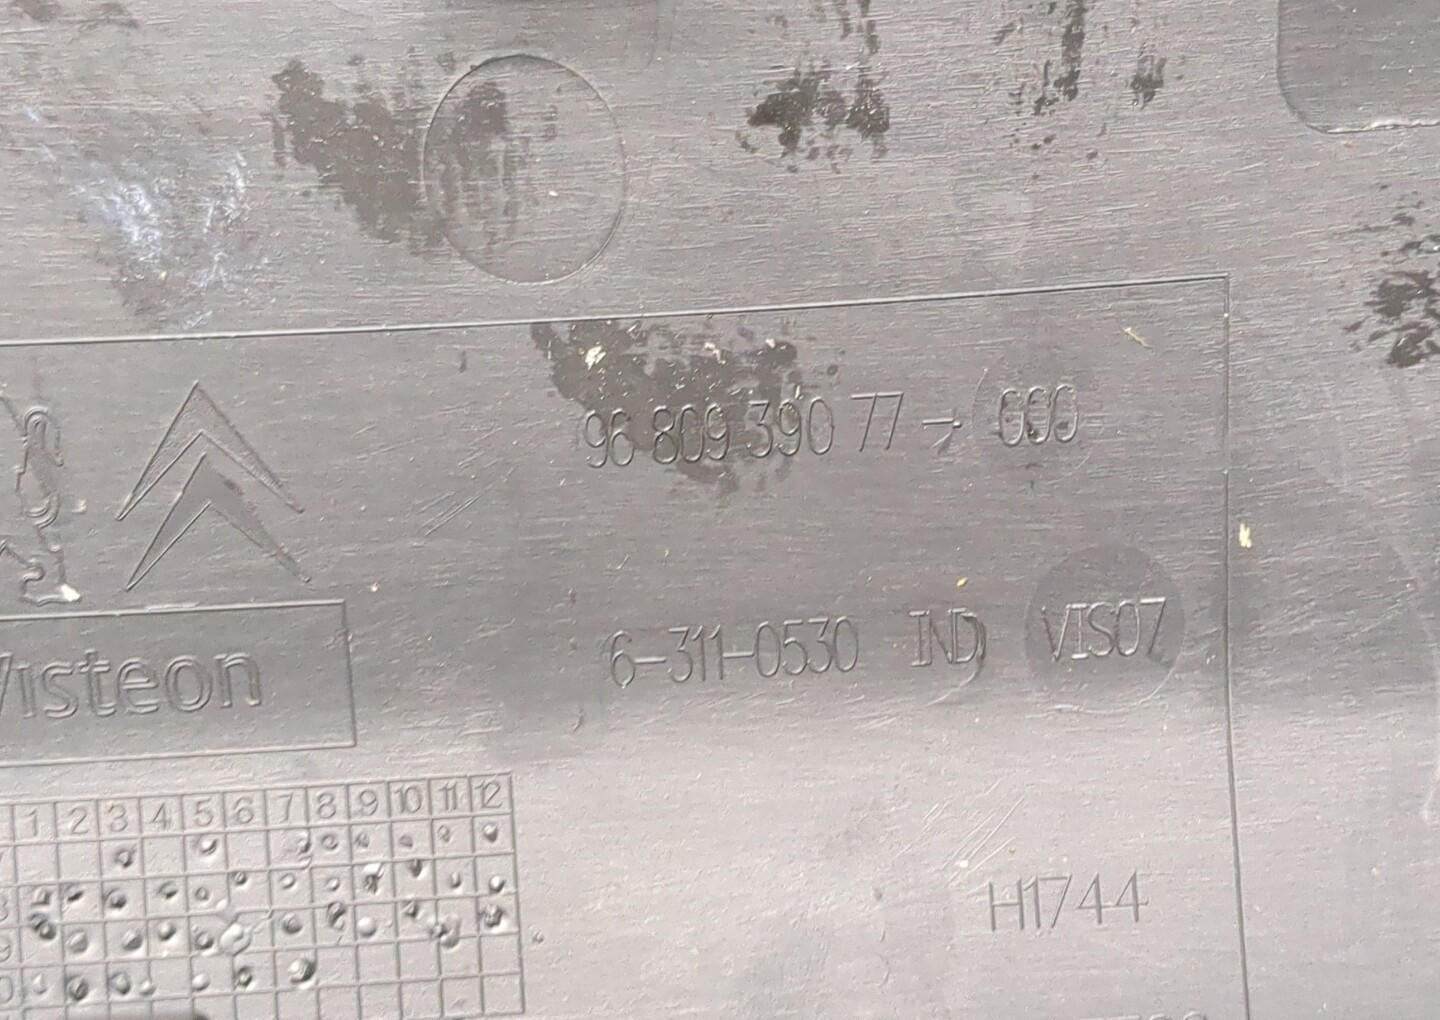 96 809 390 77 → 000
6-311-0530 IND VIS07
Visteon
1 2 3 4 5 6 7 8 9 10 11 12
H1744